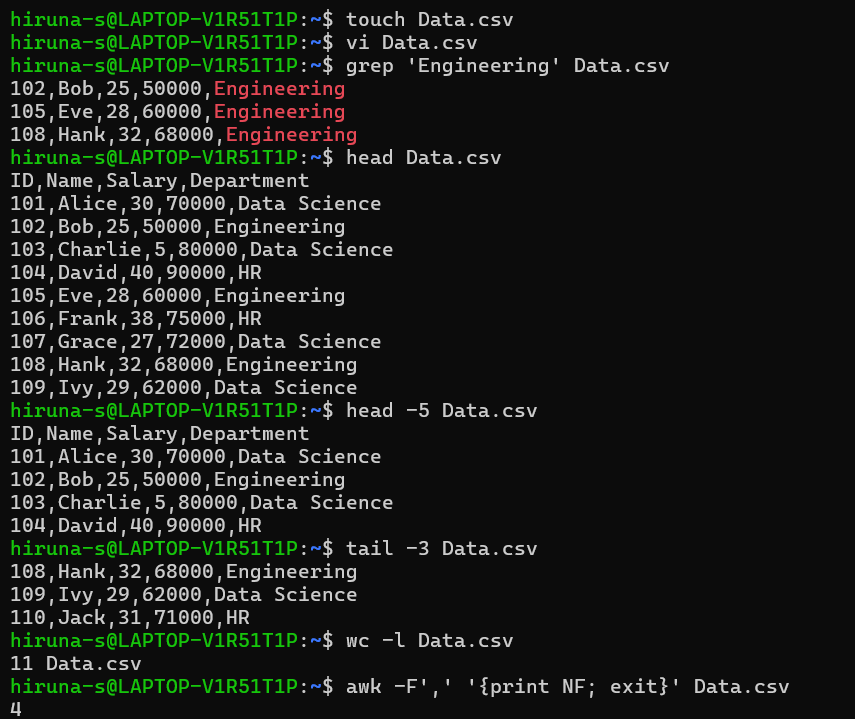 hiruna-s@LAPTOP-V1R51T1P:~$ touch Data.csv
hiruna-s@LAPTOP-V1R51T1P:~$ vi Data.csv
hiruna-s@LAPTOP-V1R51T1P:~$ grep 'Engineering' Data.csv
102,Bob,25,50000,Engineering
105,Eve,28,60000,Engineering
108,Hank,32,68000,Engineering
hiruna-s@LAPTOP-V1R51T1P:~$ head Data.csv
ID,Name,Salary,Department
101,Alice,30,70000,Data Science
102,Bob,25,50000,Engineering
103,Charlie,5,80000,Data Science
104,David,40,90000,HR
105,Eve,28,60000,Engineering
106,Frank,38,75000,HR
107,Grace,27,72000,Data Science
108,Hank,32,68000,Engineering
109,Ivy,29,62000,Data Science
hiruna-s@LAPTOP-V1R51T1P:~$ head -5 Data.csv
ID,Name,Salary,Department
101,Alice,30,70000,Data Science
102,Bob,25,50000,Engineering
103,Charlie,5,80000,Data Science
104,David,40,90000,HR
hiruna-s@LAPTOP-V1R51T1P:~$ tail -3 Data.csv
108,Hank,32,68000,Engineering
109,Ivy,29,62000,Data Science
110,Jack,31,71000,HR
hiruna-s@LAPTOP-V1R51T1P:~$ wc -l Data.csv
11 Data.csv
hiruna-s@LAPTOP-V1R51T1P:~$ awk -F',' '{print NF; exit}' Data.csv
4